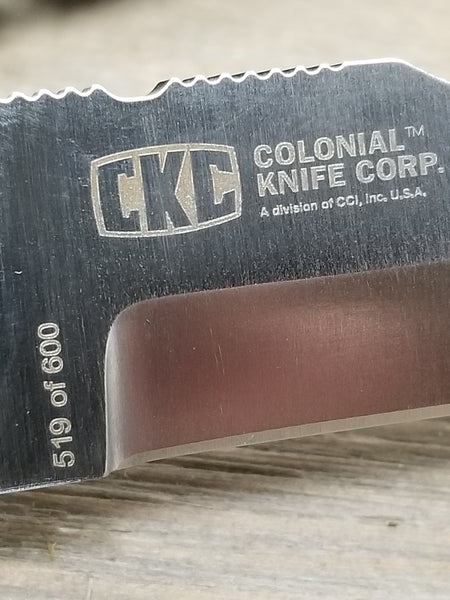 CKC
COLONIAL™
KNIFE CORP.
A division of CCI, Inc. U.S.A.
519 of 600